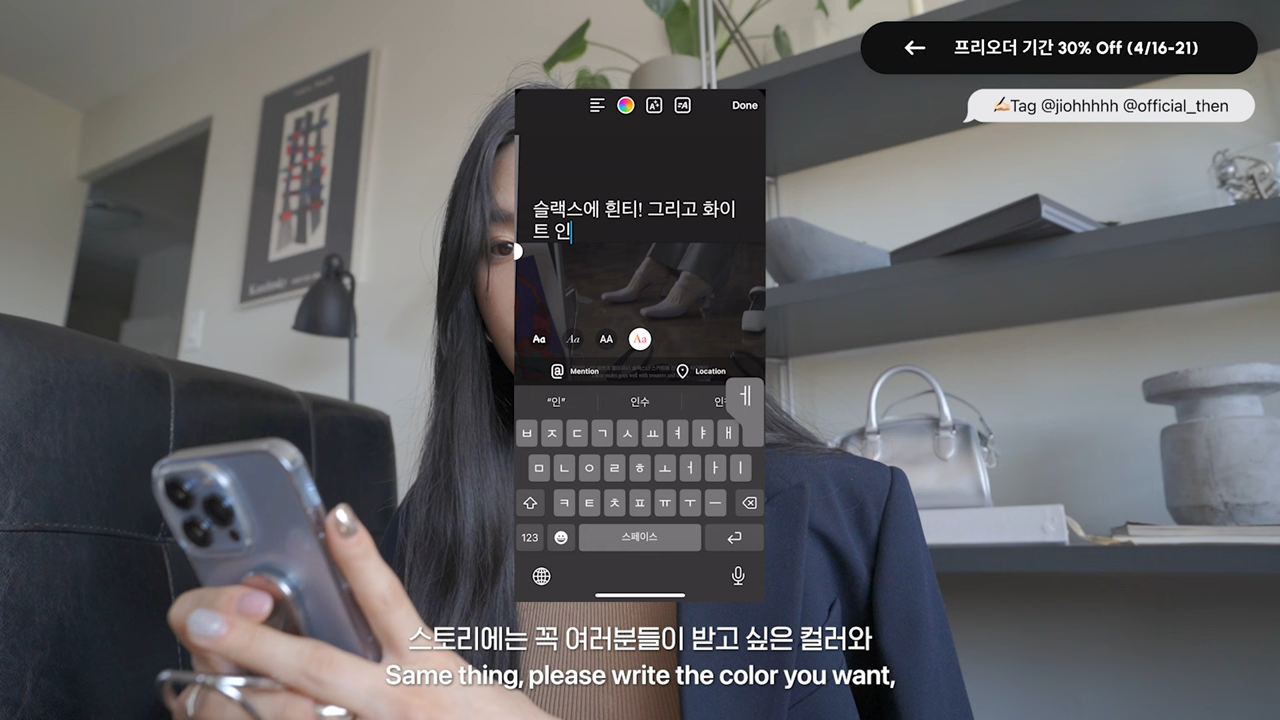 ← 프리오더 기간 30% Off (4/16-21)
✍🏻Tag @jiohhhhh @official_then
Done
슬랙스에 흰티! 그리고 화이
트 인
Aa Aa AA Aa
@ Mention Location
“인” 인수
ㅔ
ㅂ ㅈ ㄷ ㄱ ㅅ ㅛ ㅕ ㅑ ㅐ
ㅁ ㄴ ㅇ ㄹ ㅎ ㅗ ㅓ ㅏ ㅣ
ㅋ ㅌ ㅊ ㅍ ㅠ ㅜ ㅡ
123 스페이스
스토리에는 꼭 여러분들이 받고 싶은 컬러와
Same thing, please write the color you want,